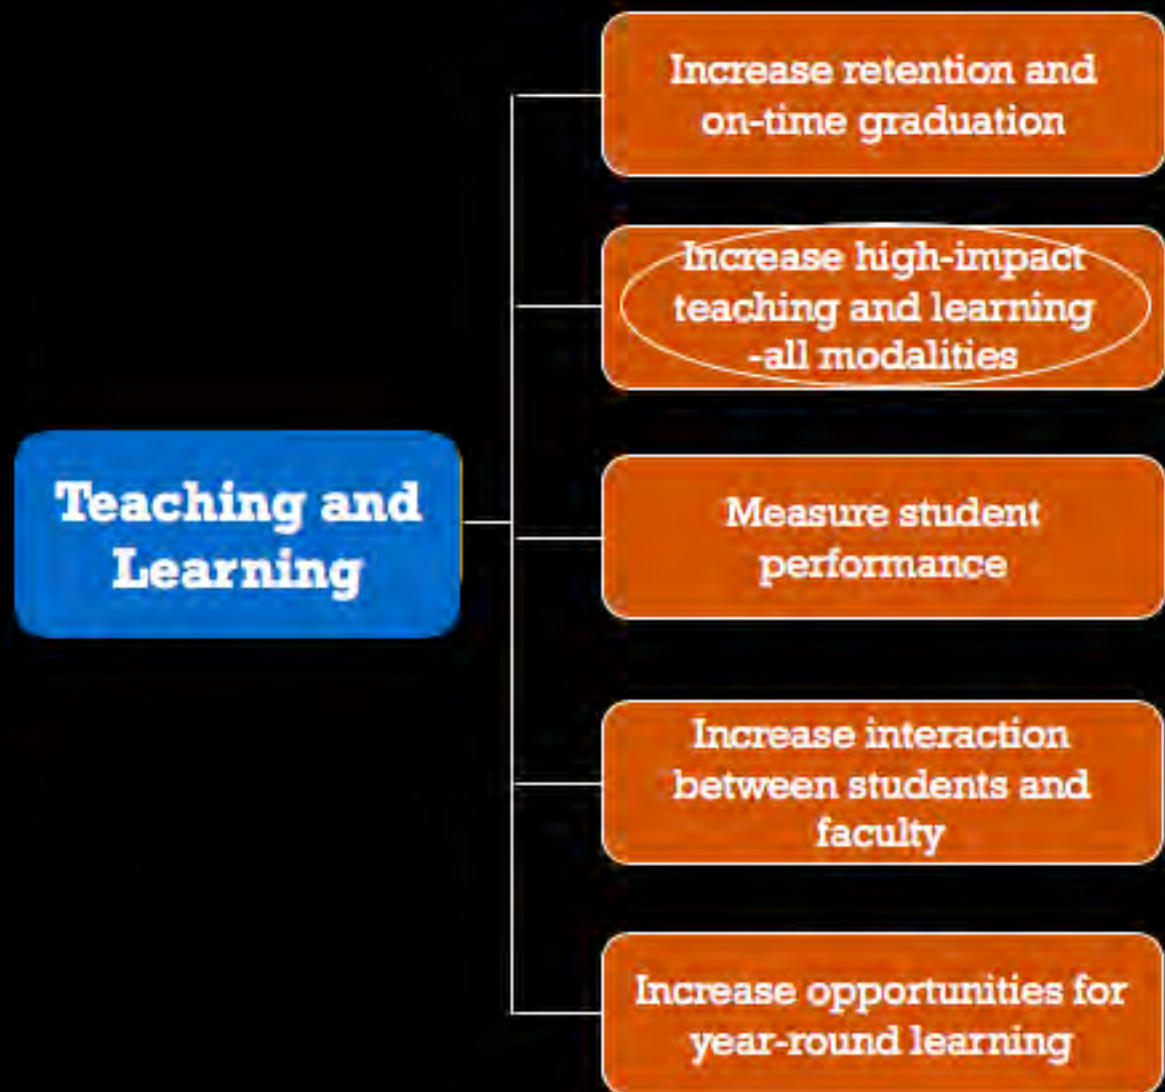 Increase retention and
on-time graduation
Increase high-impact
teaching and learning
-all modalities
Teaching and
Learning
Measure student
performance
Increase interaction
between students and
faculty
Increase opportunities for
year-round learning